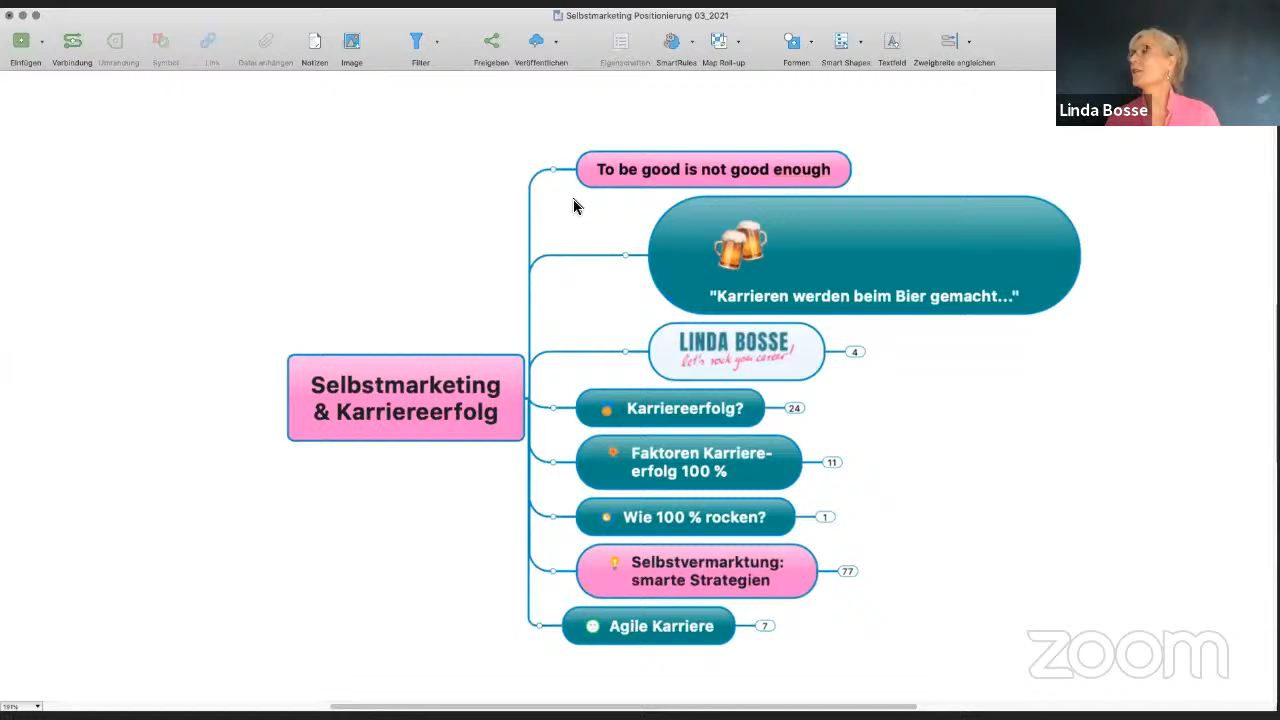 Selbstmarketing Positionierung 03_2021
Einfügen Verbindung Umrandung Symbol Link Datei anhängen Notizen Image Filter Freigeben Veröffentlichen Eigenschaften SmartRules Map Roll-up Formen Smart Shapes Textfeld Zweigbreite angleichen
Linda Bosse
To be good is not good enough
"Karrieren werden beim Bier gemacht..."
LINDA BOSSE
let's rock your career!
4
Selbstmarketing
& Karriereerfolg
Karriereerfolg?
24
Faktoren Karriere-
erfolg 100 %
11
Wie 100 % rocken?
1
Selbstvermarktung:
smarte Strategien
77
Agile Karriere
7
zoom
191%